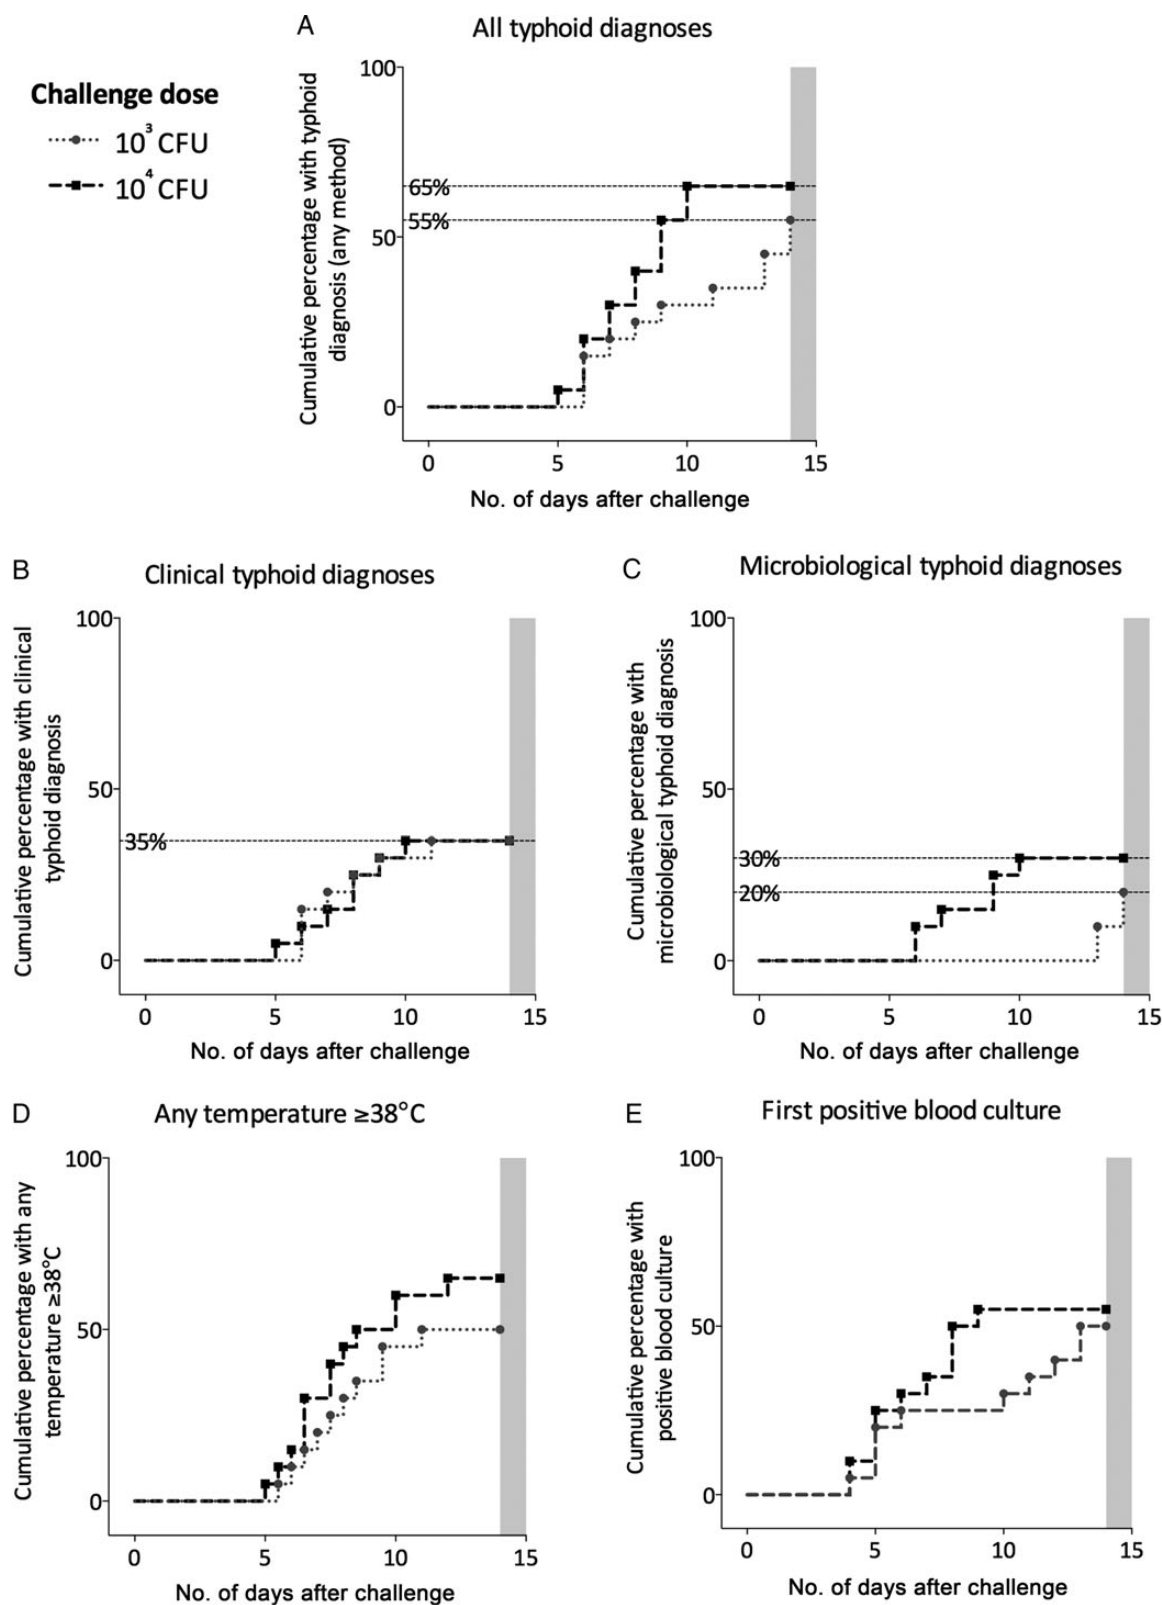 A
All typhoid diagnoses
Challenge dose
10³ CFU
10⁴ CFU
Cumulative percentage with typhoid
diagnosis (any method)
100
65%
55%
50
0
0 5 10 15
No. of days after challenge
B
Clinical typhoid diagnoses
Cumulative percentage with clinical
typhoid diagnosis
100
50
35%
0
0 5 10 15
No. of days after challenge
C
Microbiological typhoid diagnoses
Cumulative percentage with
microbiological typhoid diagnosis
100
50
30%
20%
0
0 5 10 15
No. of days after challenge
D
Any temperature ≥38°C
Cumulative percentage with any
temperature ≥38°C
100
50
0
0 5 10 15
No. of days after challenge
E
First positive blood culture
Cumulative percentage with
positive blood culture
100
50
0
0 5 10 15
No. of days after challenge